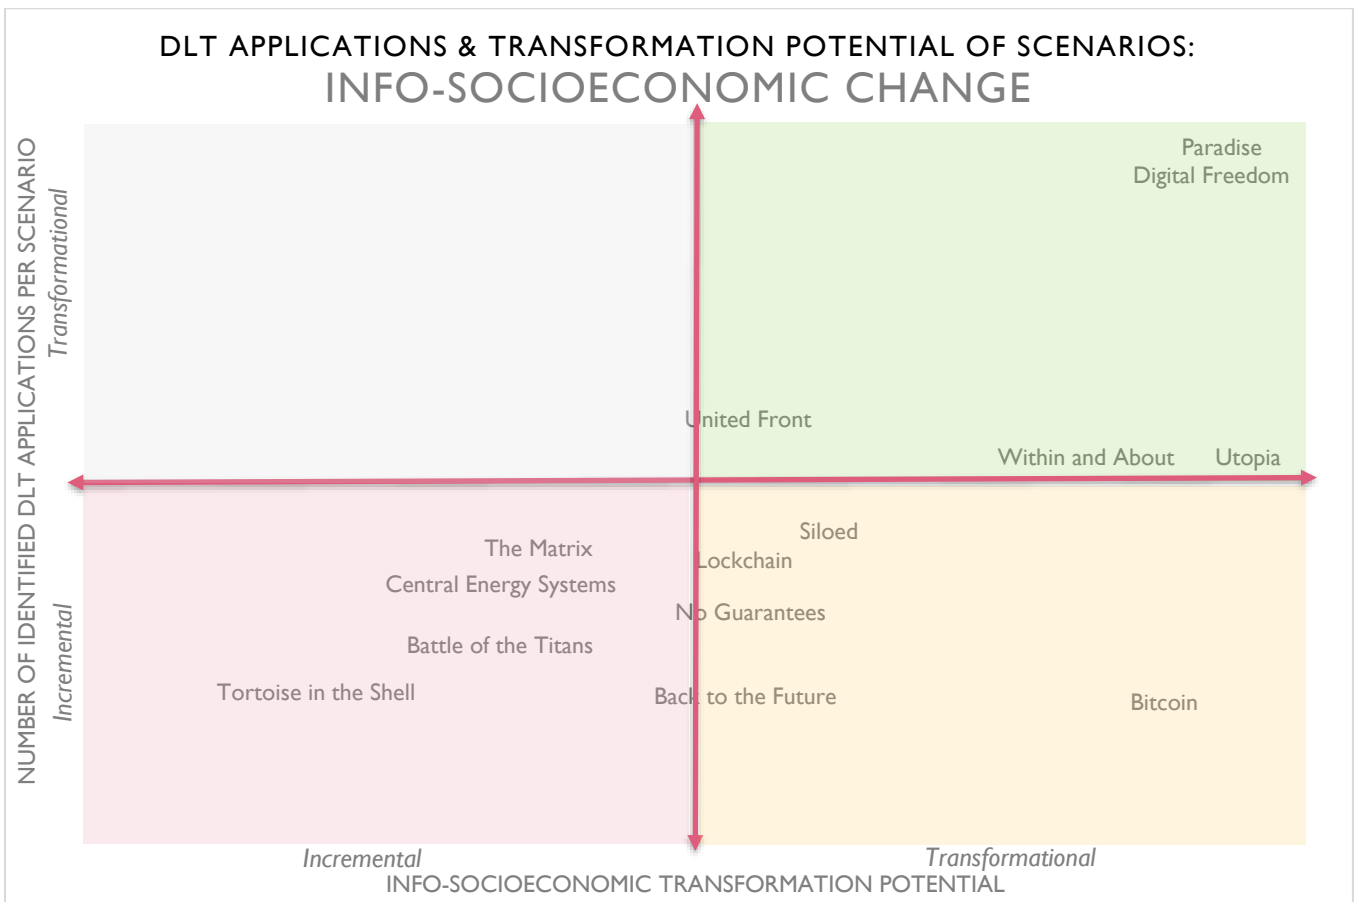 DLT APPLICATIONS & TRANSFORMATION POTENTIAL OF SCENARIOS:
INFO-SOCIOECONOMIC CHANGE
NUMBER OF IDENTIFIED DLT APPLICATIONS PER SCENARIO
Transformational
Incremental
Paradise
Digital Freedom
United Front
Within and About
Utopia
Siloed
The Matrix
Lockchain
Central Energy Systems
No Guarantees
Battle of the Titans
Tortoise in the Shell
Back to the Future
Bitcoin
Incremental
Transformational
INFO-SOCIOECONOMIC TRANSFORMATION POTENTIAL